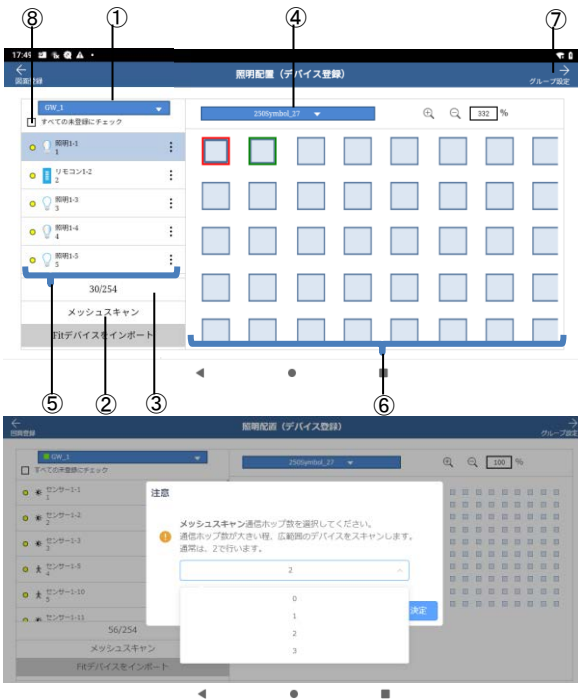 ⑧ ① ④ ⑦
17:49
照明配置（デバイス登録）
図面登録
グループ設定
GW_1
250Symbol_27
332 %
すべての未登録にチェック
照明1-1
1
リモコン1-2
2
照明1-3
3
照明1-4
4
照明1-5
5
30/254
メッシュスキャン
Fitデバイスをインポート
⑤ ② ③ ⑥
照明配置（デバイス登録）
図面登録
グループ設定
GW_1
250Symbol_27
100 %
すべての未登録にチェック
センサー1-1
1
センサー1-2
2
センサー1-3
3
センサー1-8
4
センサー1-10
5
センサー1-11
56/254
メッシュスキャン
Fitデバイスをインポート
注意
メッシュスキャン通信ホップ数を選択してください。
通信ホップ数が大きい程、広範囲のデバイスをスキャンします。
通常は、2で行います。
2
0
1
2
3
決定